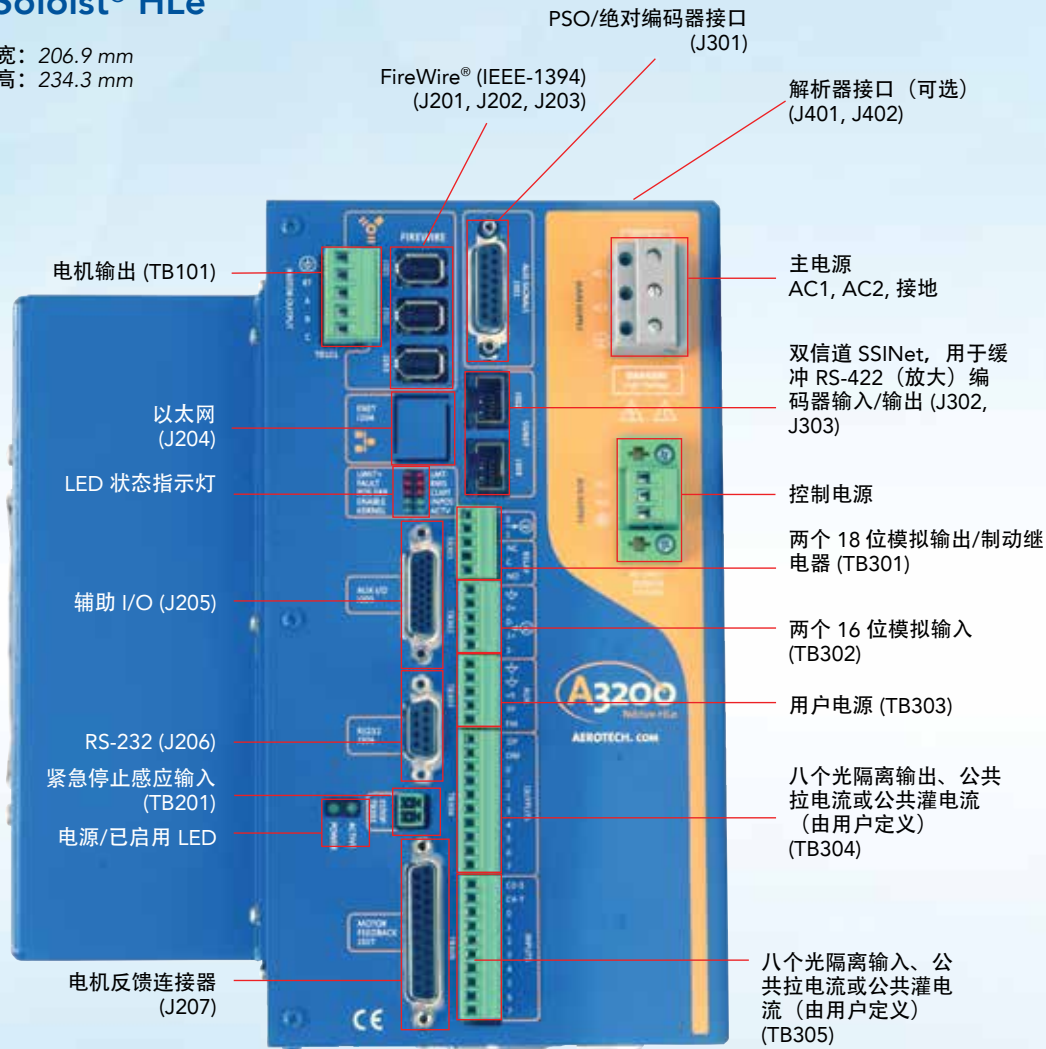 Soloist® HLe
宽：206.9 mm
高：234.3 mm
PSO/绝对编码器接口
(J301)
FireWire® (IEEE-1394)
(J201, J202, J203)
解析器接口（可选）
(J401, J402)
电机输出 (TB101)
以太网
(J204)
LED 状态指示灯
辅助 I/O (J205)
RS-232 (J206)
紧急停止感应输入
(TB201)
电源/已启用 LED
电机反馈连接器
(J207)
主电源
AC1, AC2, 接地
双信道 SSINet，用于缓
冲 RS-422（放大）编
码器输入/输出 (J302,
J303)
控制电源
两个 18 位模拟输出/制动继
电器 (TB301)
两个 16 位模拟输入
(TB302)
用户电源 (TB303)
八个光隔离输出、公共
拉电流或公共灌电流
（由用户定义）
(TB304)
八个光隔离输入、公
共拉电流或公共灌电
流（由用户定义）
(TB305)
FIREWIRE
MOTOR OUTPUT
TB101
AUX I/O
RS232
MOTOR
FEEDBACK
A3200
AEROTECH.COM
CE